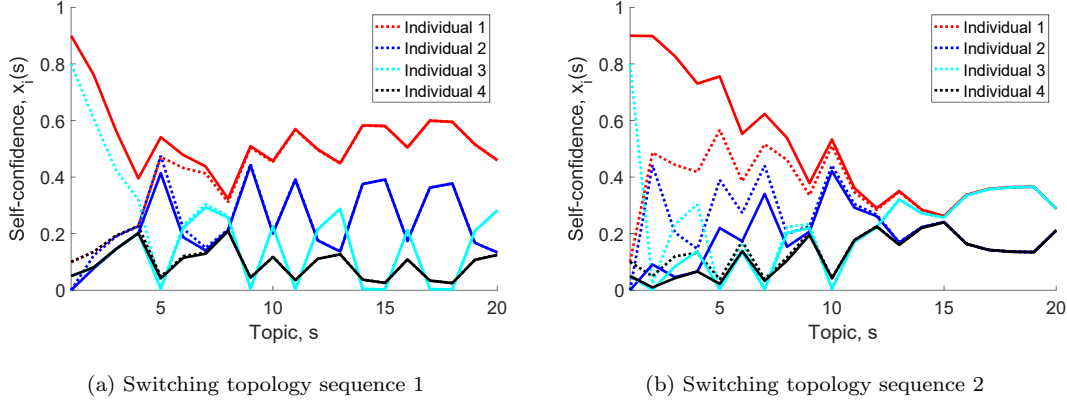 1
0.8
0.6
0.4
0.2
0
5
10
15
20
Self-confidence, x_i(s)
Topic, s
Individual 1
Individual 2
Individual 3
Individual 4
(a) Switching topology sequence 1
1
0.8
0.6
0.4
0.2
0
5
10
15
20
Self-confidence, x_i(s)
Topic, s
Individual 1
Individual 2
Individual 3
Individual 4
(b) Switching topology sequence 2